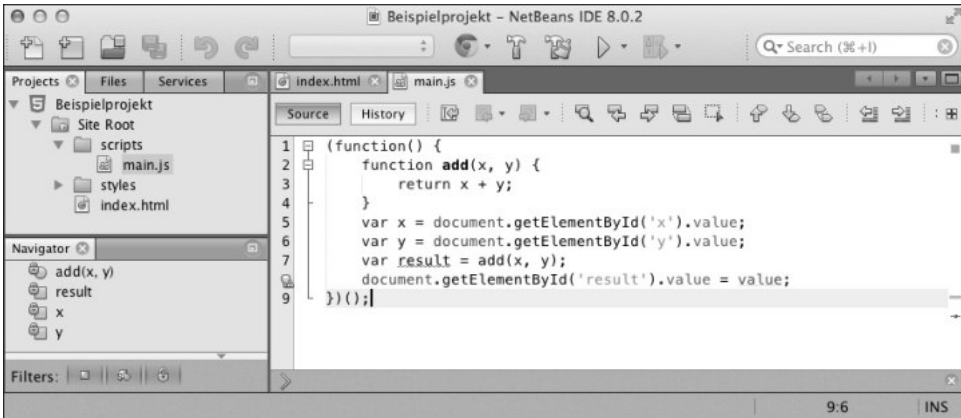 Beispielprojekt – NetBeans IDE 8.0.2
Search (⌘+I)
Projects Files Services
index.html main.js
Beispielprojekt
Site Root
scripts
main.js
styles
index.html
Source History
1 (function() {
2 function add(x, y) {
3 return x + y;
4 }
5 var x = document.getElementById('x').value;
6 var y = document.getElementById('y').value;
7 var result = add(x, y);
document.getElementById('result').value = value;
9 })();
Navigator
add(x, y)
result
x
y
Filters:
9:6 INS